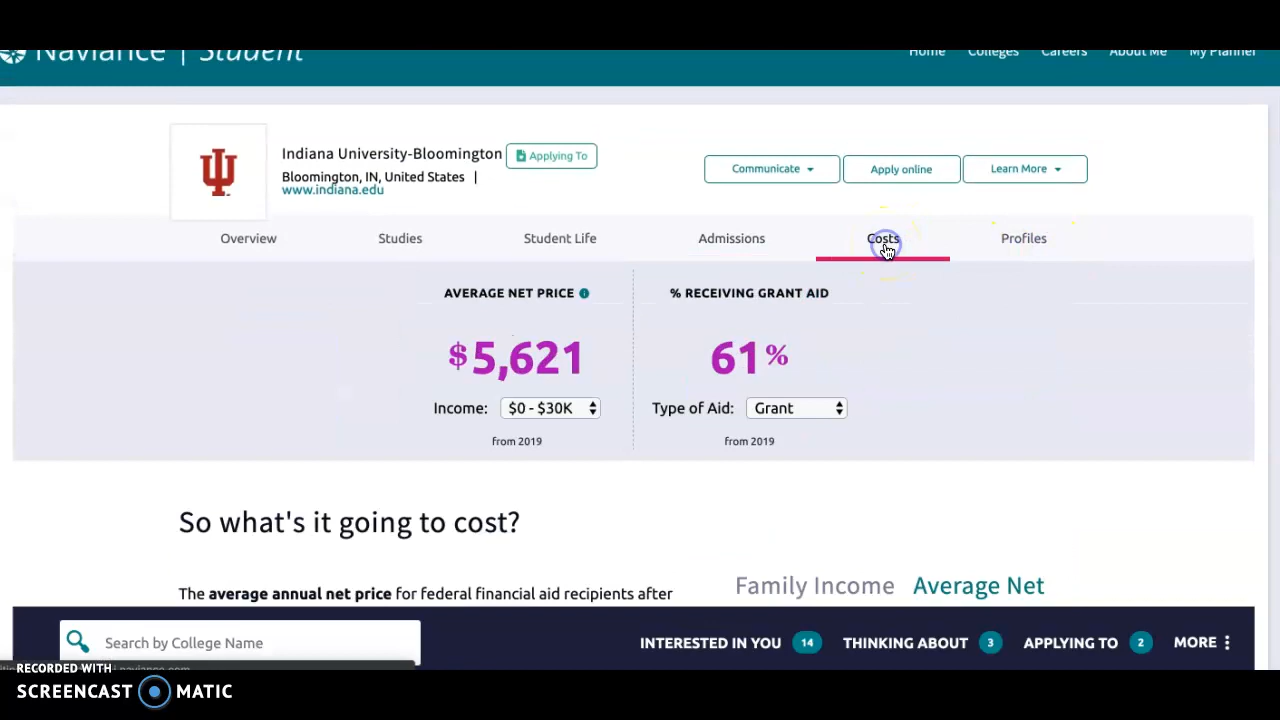 Naviance | Student
Home Colleges Careers About Me My Planner
Indiana University-Bloomington Applying To
Bloomington, IN, United States |
www.indiana.edu
Communicate Apply online Learn More
Overview Studies Student Life Admissions Costs Profiles
AVERAGE NET PRICE
$5,621
Income: $0 - $30K
from 2019
% RECEIVING GRANT AID
61%
Type of Aid: Grant
from 2019
So what's it going to cost?
The average annual net price for federal financial aid recipients after
Family Income Average Net
Search by College Name
INTERESTED IN YOU 14 THINKING ABOUT 3 APPLYING TO 2 MORE
RECORDED WITH
SCREENCAST MATIC